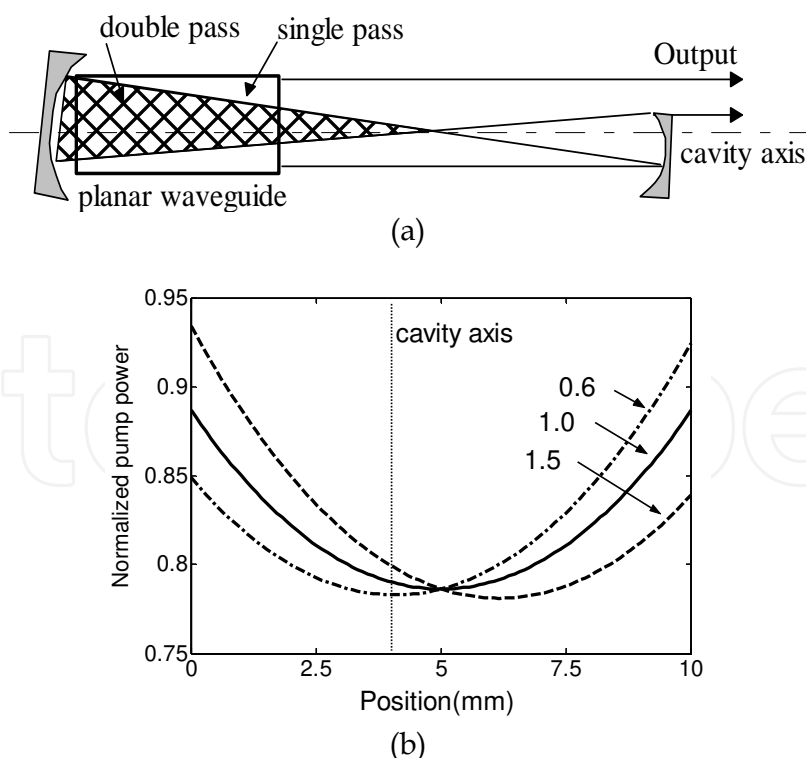 double pass
single pass
Output
cavity axis
planar waveguide
(a)
0.95
0.9
0.85
0.8
0.75
Normalized pump power
cavity axis
0.6
1.0
1.5
0
2.5
5
7.5
10
Position(mm)
(b)